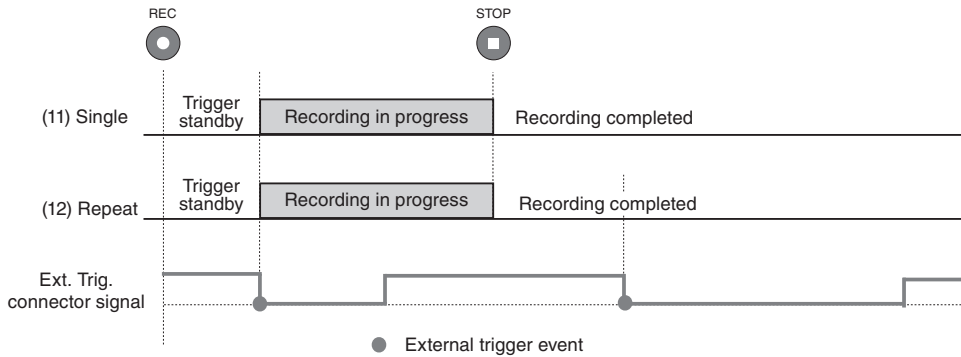 REC
STOP
(11) Single
Trigger
standby
Recording in progress
Recording completed
(12) Repeat
Trigger
standby
Recording in progress
Recording completed
Ext. Trig.
connector signal
External trigger event